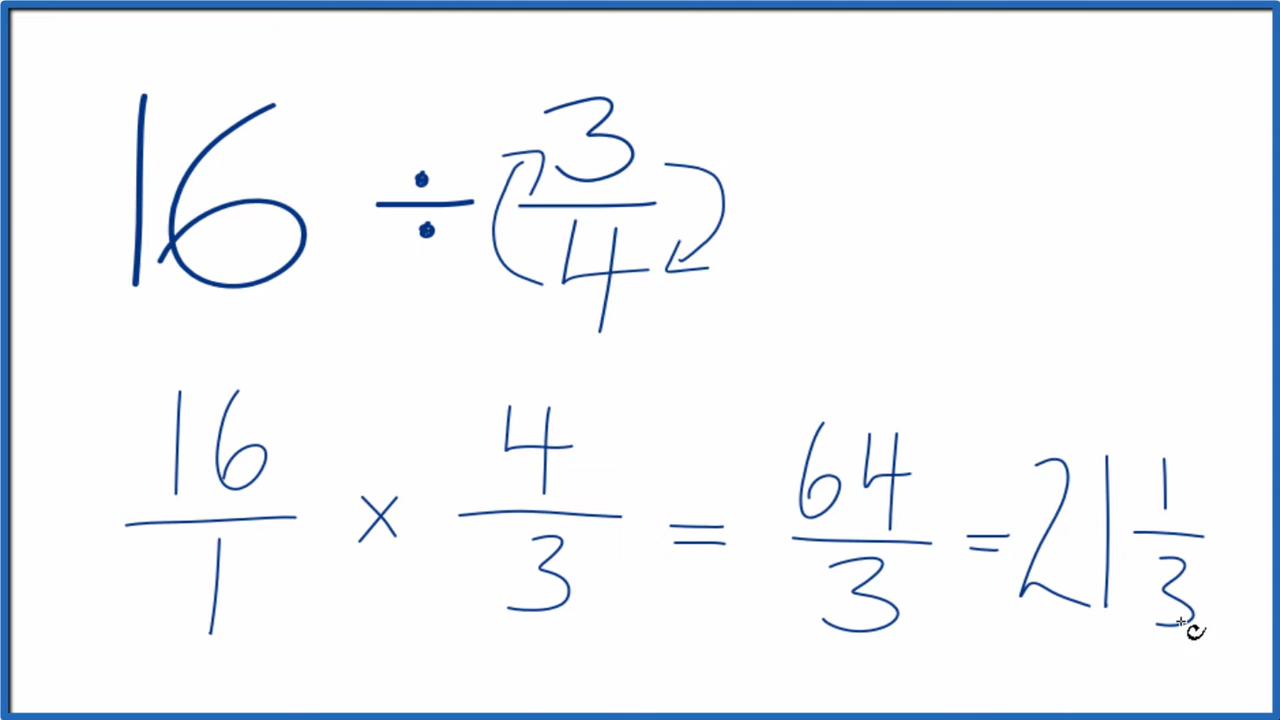 16 ÷ 3/4
16/1 × 4/3 = 64/3 = 21 1/3